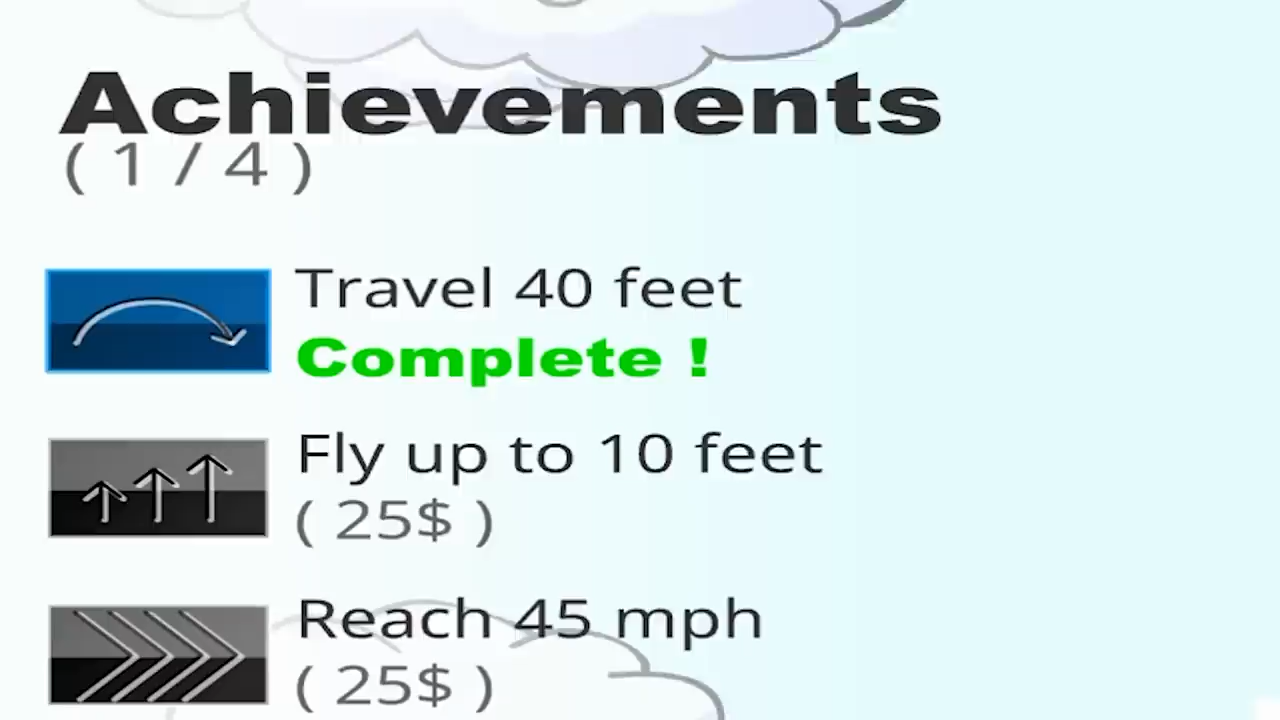 Achievements
( 1 / 4 )
Travel 40 feet
Complete !
Fly up to 10 feet
( 25$ )
Reach 45 mph
( 25$ )